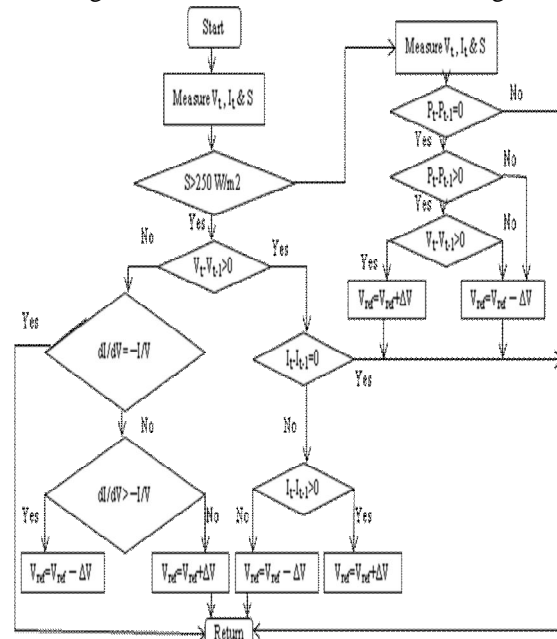 Start
Measure Vt, It & S
Measure Vt, It & S
Pt-Pt-1=0
No
Yes
S>250 W/m2
Pt-Pt-1>0
No
Yes
Yes
No
Vt-Vt-1>0
Yes
Vt-Vt-1>0
Yes
No
Vref=Vref+ΔV
Vref=Vref – ΔV
Yes
dI/dV= –I/V
It-It-1=0
Yes
No
No
dI/dV> –I/V
It-It-1>0
Yes
No
No
Yes
Vref=Vref – ΔV
Vref=Vref+ΔV
Vref=Vref – ΔV
Vref=Vref+ΔV
Return